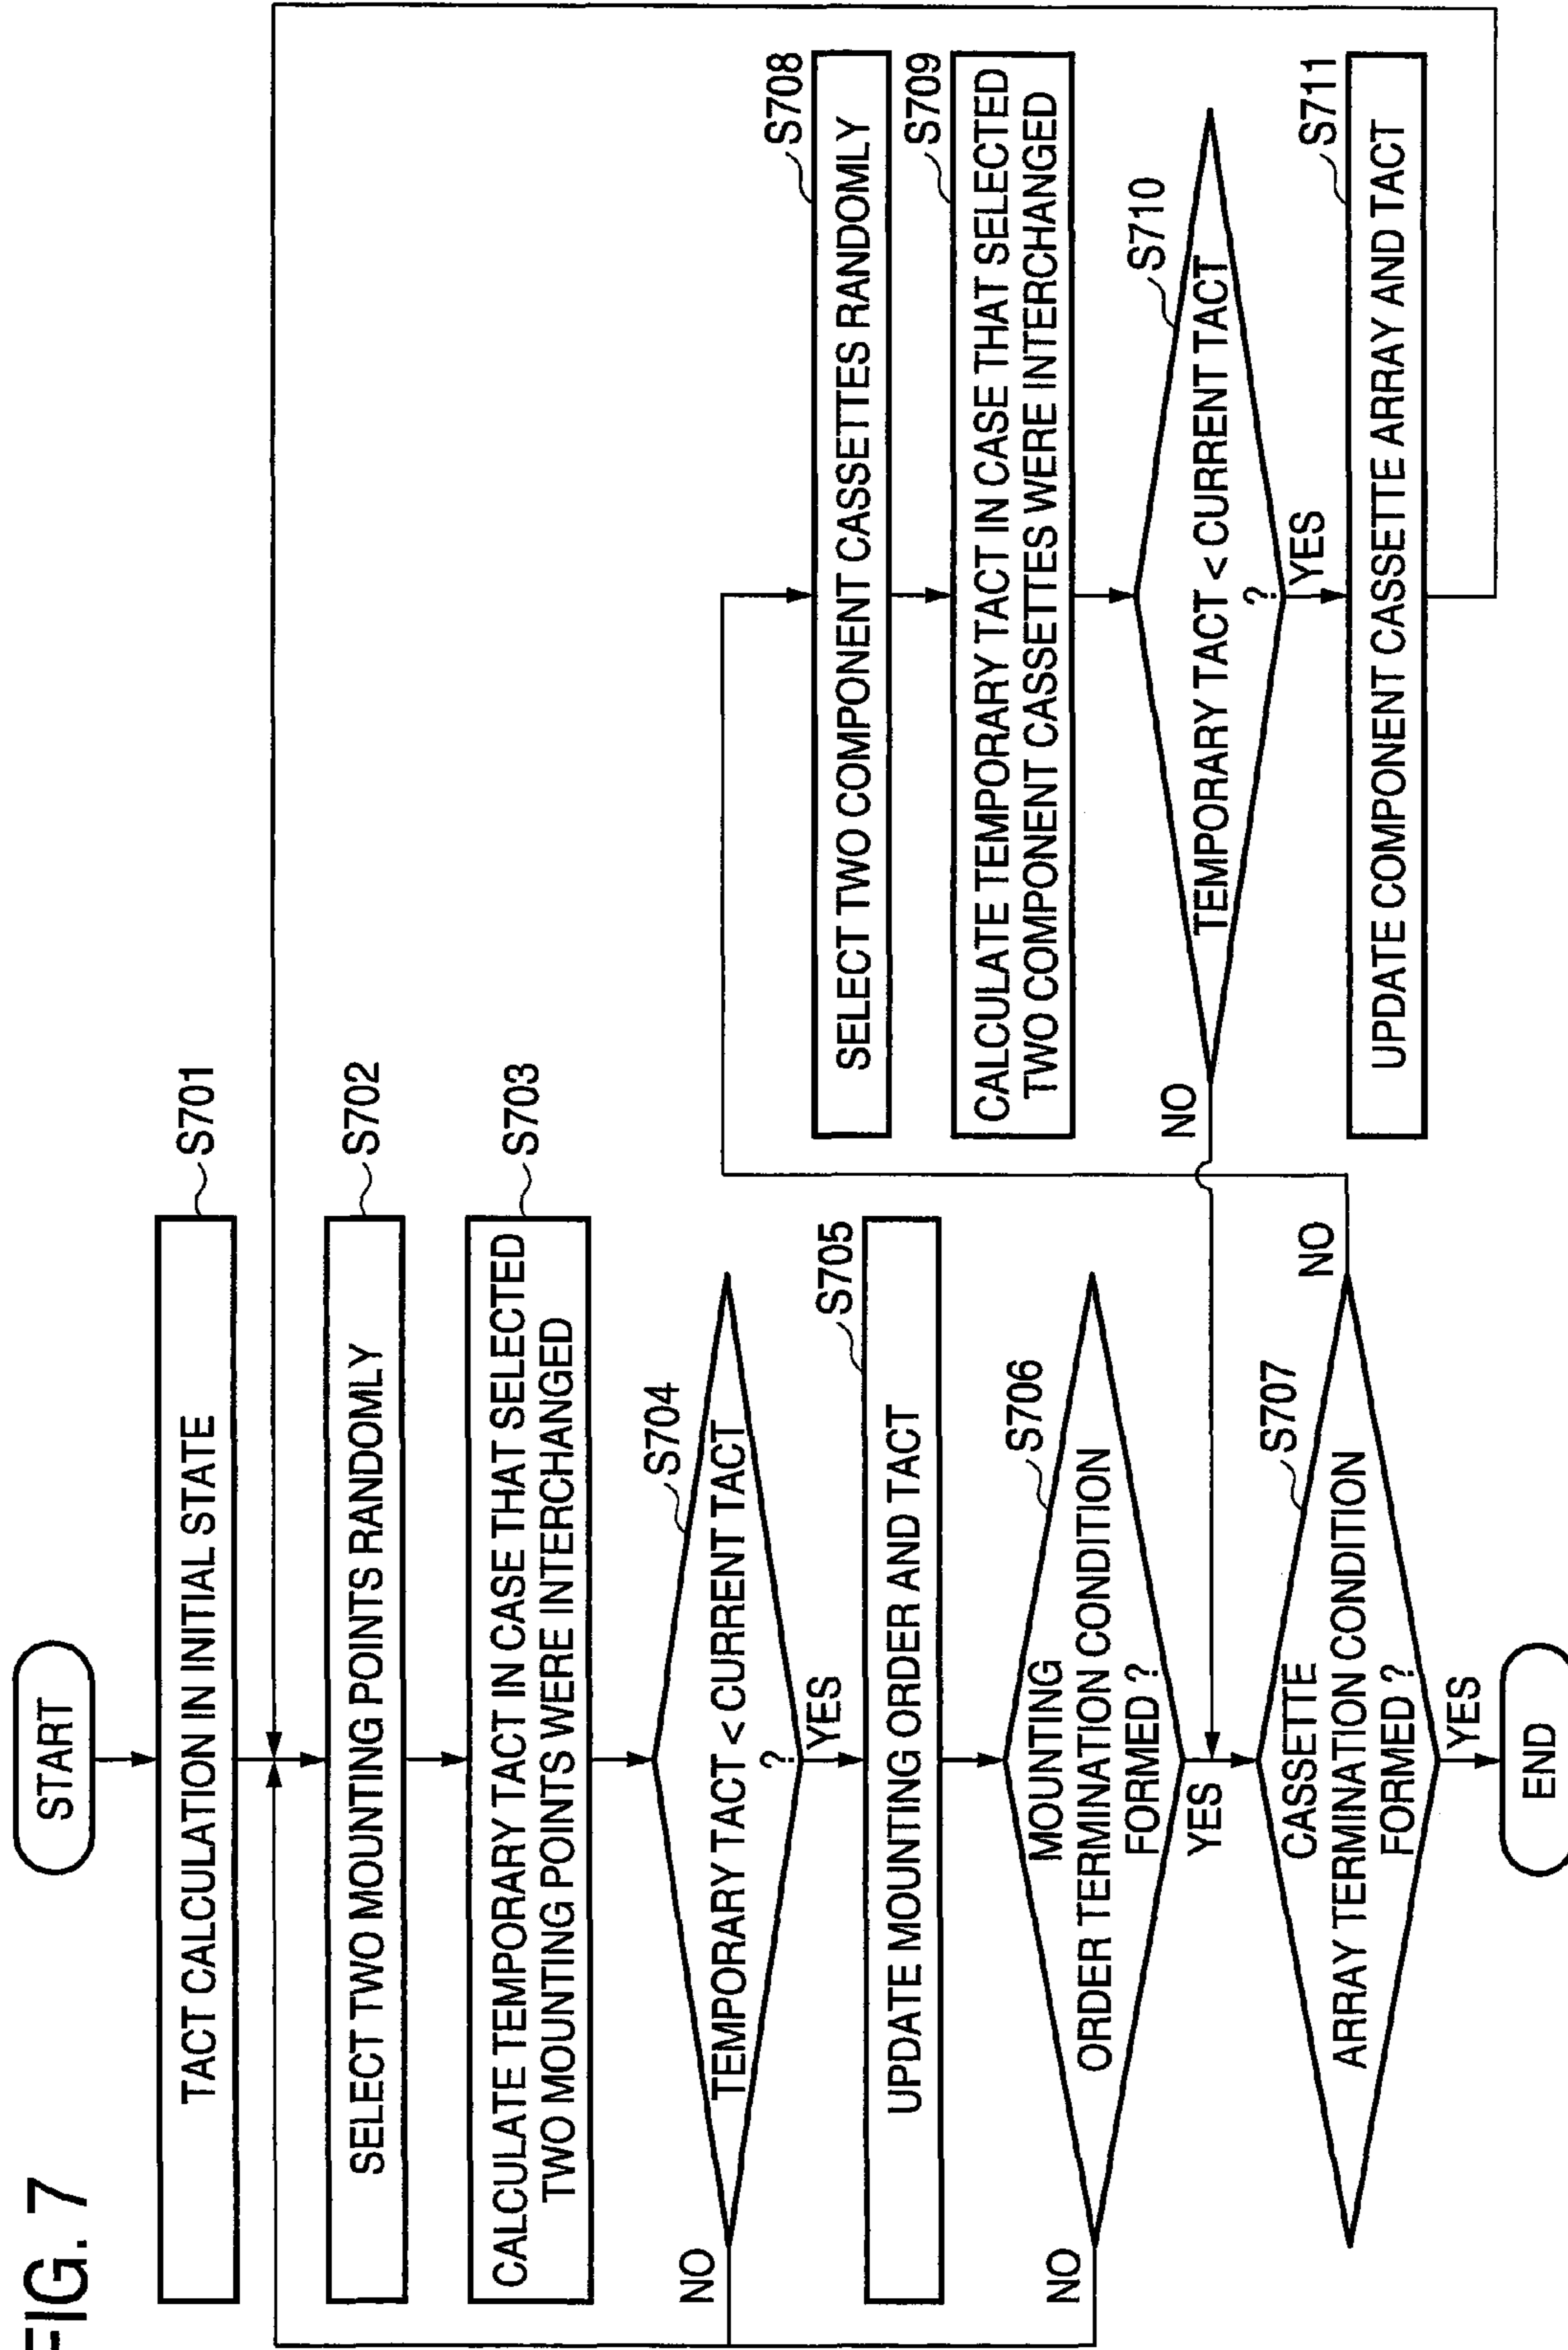 FIG. 7
START
TACT CALCULATION IN INITIAL STATE
S701
SELECT TWO MOUNTING POINTS RANDOMLY
S702
CALCULATE TEMPORARY TACT IN CASE THAT SELECTED
TWO MOUNTING POINTS WERE INTERCHANGED
S703
TEMPORARY TACT < CURRENT TACT
?
S704
NO
YES
UPDATE MOUNTING ORDER AND TACT
S705
MOUNTING
ORDER TERMINATION CONDITION
FORMED ?
S706
NO
YES
CASSETTE
ARRAY TERMINATION CONDITION
FORMED ?
S707
NO
YES
END
SELECT TWO COMPONENT CASSETTES RANDOMLY
S708
CALCULATE TEMPORARY TACT IN CASE THAT SELECTED
TWO COMPONENT CASSETTES WERE INTERCHANGED
S709
TEMPORARY TACT < CURRENT TACT
?
S710
NO
YES
UPDATE COMPONENT CASSETTE ARRAY AND TACT
S711